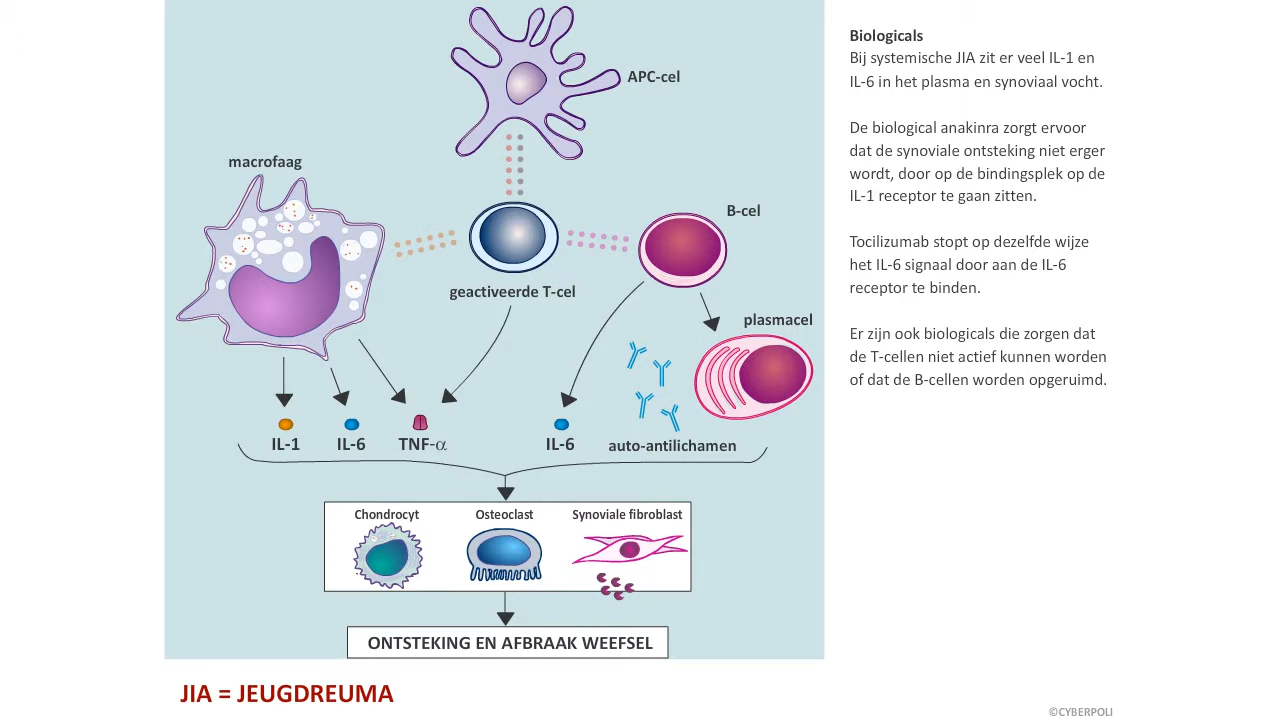 APC-cel
macrofaag
B-cel
geactiveerde T-cel
plasmacel
IL-1
IL-6
TNF-α
IL-6
auto-antilichamen
Chondrocyt
Osteoclast
Synoviale fibroblast
ONTSTEKING EN AFBRAAK WEEFSEL
JIA = JEUGDREUMA
Biologicals
Bij systemische JIA zit er veel IL-1 en
IL-6 in het plasma en synoviaal vocht.
De biological anakinra zorgt ervoor
dat de synoviale ontsteking niet erger
wordt, door op de bindingsplek op de
IL-1 receptor te gaan zitten.
Tocilizumab stopt op dezelfde wijze
het IL-6 signaal door aan de IL-6
receptor te binden.
Er zijn ook biologicals die zorgen dat
de T-cellen niet actief kunnen worden
of dat de B-cellen worden opgeruimd.
©CYBERPOLI